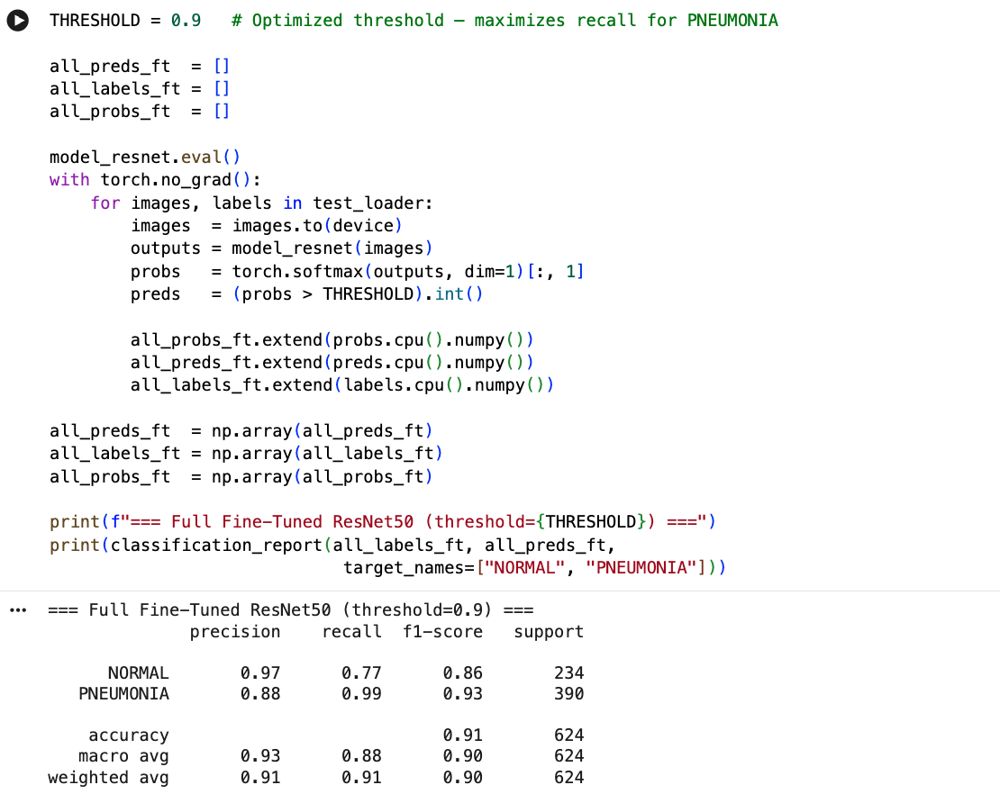 THRESHOLD = 0.9   # Optimized threshold — maximizes recall for PNEUMONIA

all_preds_ft  = []
all_labels_ft = []
all_probs_ft  = []

model_resnet.eval()
with torch.no_grad():
    for images, labels in test_loader:
        images  = images.to(device)
        outputs = model_resnet(images)
        probs   = torch.softmax(outputs, dim=1)[:, 1]
        preds   = (probs > THRESHOLD).int()

        all_probs_ft.extend(probs.cpu().numpy())
        all_preds_ft.extend(preds.cpu().numpy())
        all_labels_ft.extend(labels.cpu().numpy())

all_preds_ft  = np.array(all_preds_ft)
all_labels_ft = np.array(all_labels_ft)
all_probs_ft  = np.array(all_probs_ft)

print(f"=== Full Fine-Tuned ResNet50 (threshold={THRESHOLD}) ===")
print(classification_report(all_labels_ft, all_preds_ft,
                             target_names=["NORMAL", "PNEUMONIA"]))
=== Full Fine-Tuned ResNet50 (threshold=0.9) ===
              precision    recall  f1-score   support

      NORMAL       0.97      0.77      0.86       234
   PNEUMONIA       0.88      0.99      0.93       390

    accuracy                           0.91       624
   macro avg       0.93      0.88      0.90       624
weighted avg       0.91      0.91      0.90       624